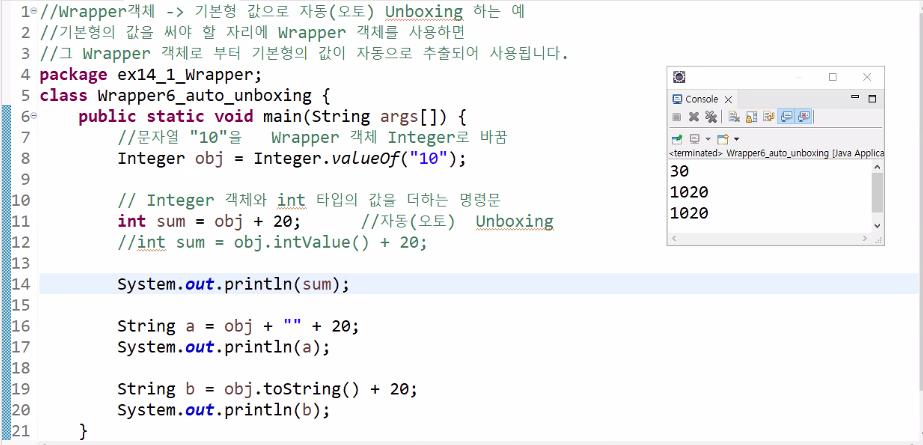 1 //Wrapper객체 -> 기본형 값으로 자동(오토) Unboxing 하는 예
2 //기본형의 값을 써야 할 자리에 Wrapper 객체를 사용하면
3 //그 Wrapper 객체로 부터 기본형의 값이 자동으로 추출되어 사용됩니다.
4 package ex14_1_Wrapper;
5 class Wrapper6_auto_unboxing {
6 public static void main(String args[]) {
7 //문자열 "10"을 Wrapper 객체 Integer로 바꿈
8 Integer obj = Integer.valueOf("10");
9
10 // Integer 객체와 int 타입의 값을 더하는 명령문
11 int sum = obj + 20; //자동(오토) Unboxing
12 //int sum = obj.intValue() + 20;
13
14 System.out.println(sum);
15
16 String a = obj + "" + 20;
17 System.out.println(a);
18
19 String b = obj.toString() + 20;
20 System.out.println(b);
21 }
Console
<terminated> Wrapper6_auto_unboxing [Java Applica
30
1020
1020